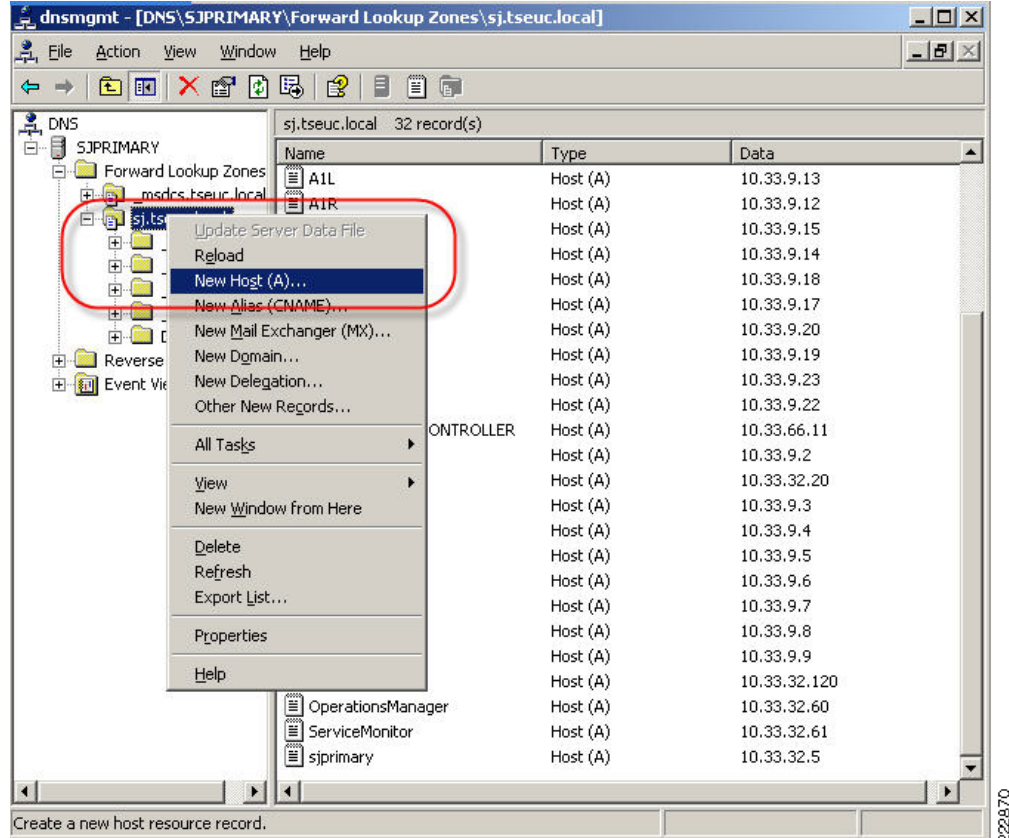 dnsmgmt - [DNS\SJPRIMARY\Forward Lookup Zones\sj.tseuc.local]
File Action View Window Help
DNS
SJPRIMARY
Forward Lookup Zones
_msdcs.tseuc.local
Reverse
Event
sj.tseuc.local 32 record(s)
Name Type Data
A1L Host (A) 10.33.9.13
A1R Host (A) 10.33.9.12
Host (A) 10.33.9.15
Host (A) 10.33.9.14
Host (A) 10.33.9.18
Host (A) 10.33.9.17
Host (A) 10.33.9.20
Host (A) 10.33.9.19
Host (A) 10.33.9.23
Host (A) 10.33.9.22
ONTROLLER Host (A) 10.33.66.11
Host (A) 10.33.9.2
Host (A) 10.33.32.20
Host (A) 10.33.9.3
Host (A) 10.33.9.4
Host (A) 10.33.9.5
Host (A) 10.33.9.6
Host (A) 10.33.9.7
Host (A) 10.33.9.8
Host (A) 10.33.9.9
Host (A) 10.33.32.120
OperationsManager Host (A) 10.33.32.60
ServiceMonitor Host (A) 10.33.32.61
sjprimary Host (A) 10.33.32.5
Update Server Data File
Reload
New Host (A)...
New Alias (CNAME)...
New Mail Exchanger (MX)...
New Domain...
New Delegation...
Other New Records...
All Tasks
View
New Window from Here
Delete
Refresh
Export List...
Properties
Help
Create a new host resource record.